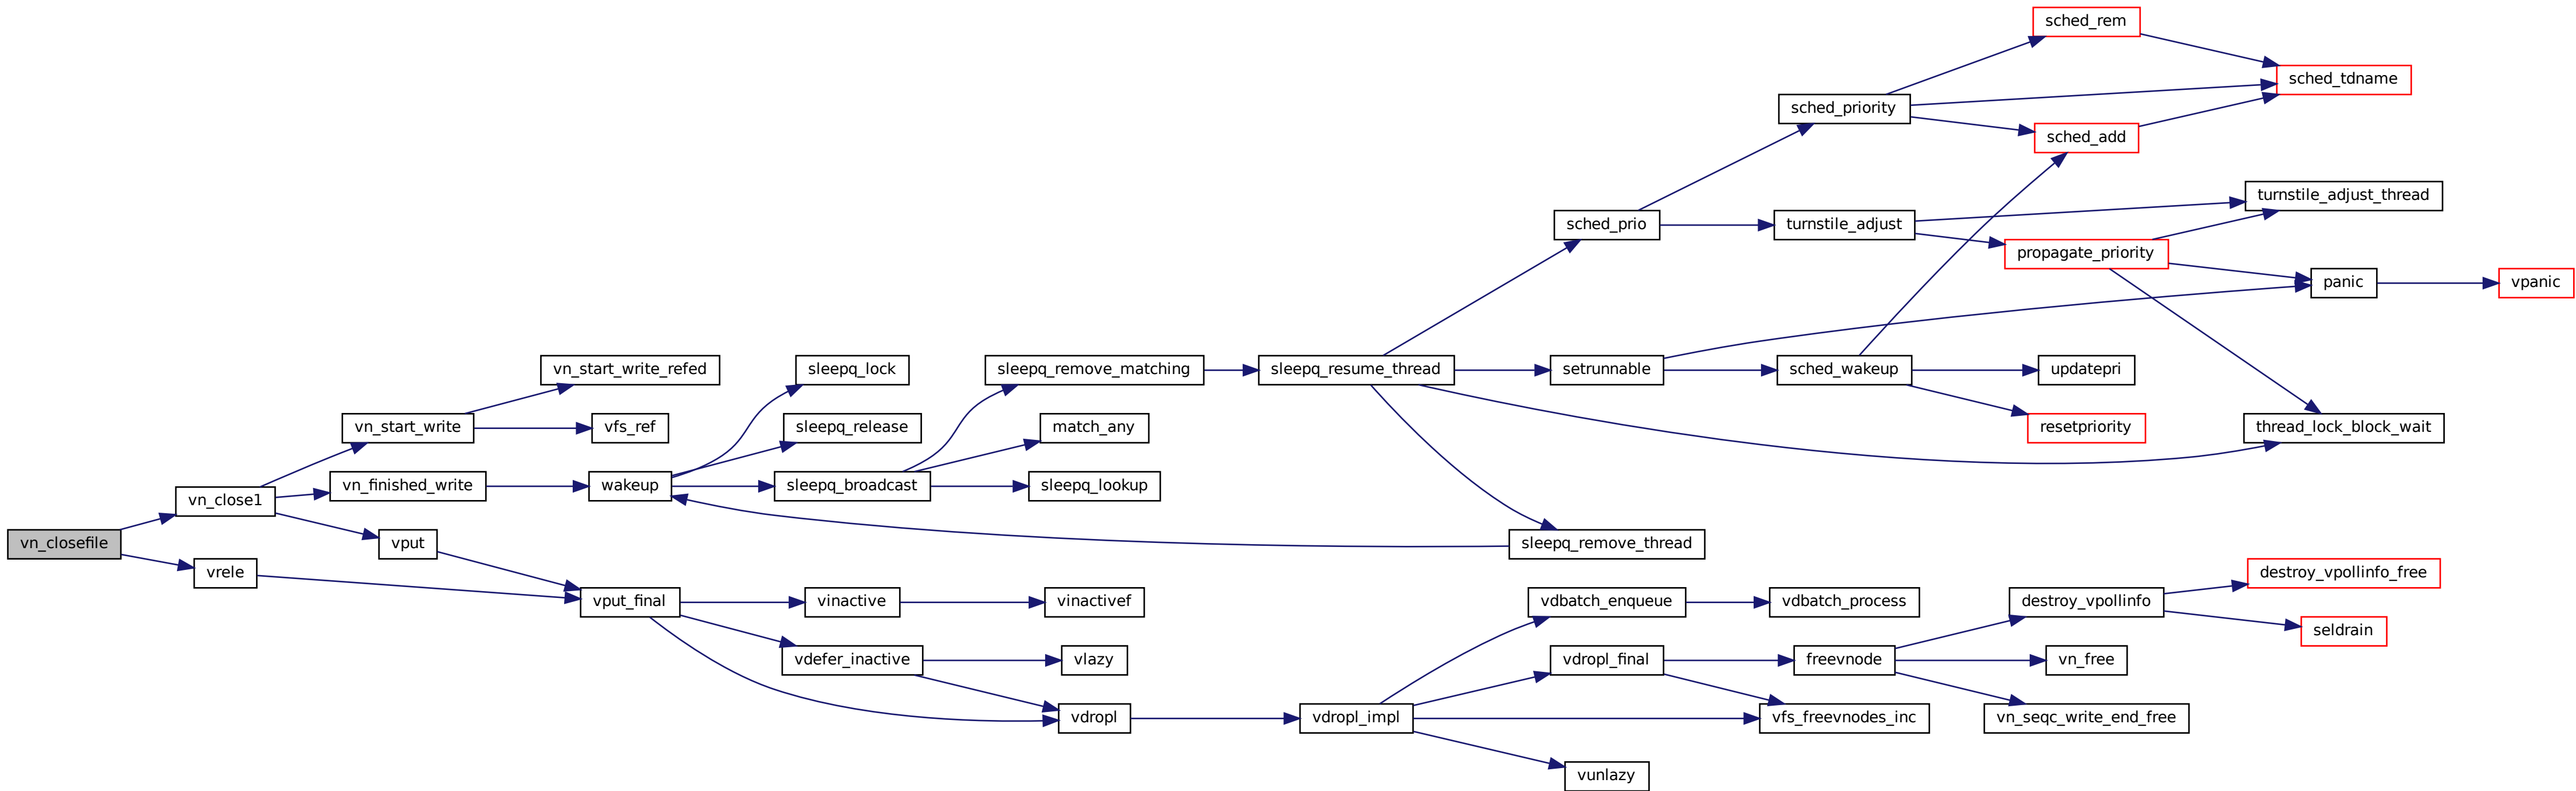 sched_rem
sched_tdname
sched_priority
sched_add
turnstile_adjust_thread
sched_prio
turnstile_adjust
propagate_priority
panic
vpanic
vn_start_write_refed
sleepq_lock
sleepq_remove_matching
sleepq_resume_thread
setrunnable
sched_wakeup
updatepri
vn_start_write
vfs_ref
sleepq_release
match_any
resetpriority
thread_lock_block_wait
vn_close1
vn_finished_write
wakeup
sleepq_broadcast
sleepq_lookup
vn_closefile
vput
sleepq_remove_thread
vrele
destroy_vpollinfo_free
vput_final
vinactive
vinactivef
vdbatch_enqueue
vdbatch_process
destroy_vpollinfo
seldrain
vdefer_inactive
vlazy
vdropl_final
freevnode
vn_free
vdropl
vdropl_impl
vfs_freevnodes_inc
vn_seqc_write_end_free
vunlazy